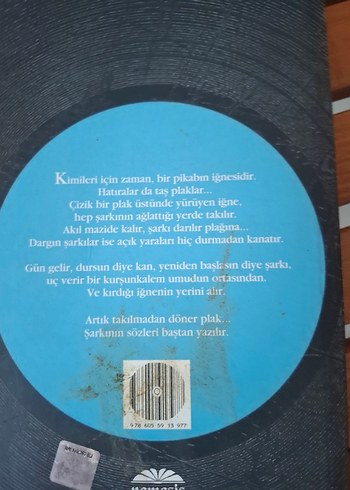 Kimileri için zaman, bir pikabın iğnesidir.
Hatıralar da taş plaklar...
Çizik bir plak üstünde yürüyen iğne,
hep şarkının ağlattığı yerde takılır.
Akıl mazide kalır, şarkı darılır plağına...
Dargın şarkılar ise açık yaraları hiç durmadan kanatır.
Gün gelir, dursun diye kan, yeniden başlasın diye şarkı,
uç verir bir kurşunkalem umudun ortasından.
Ve kırdığı iğnenin yerini alır.
Artık takılmadan döner plak...
Şarkının sözleri baştan yazılır.
9 78 605 09 13 977
nemesis